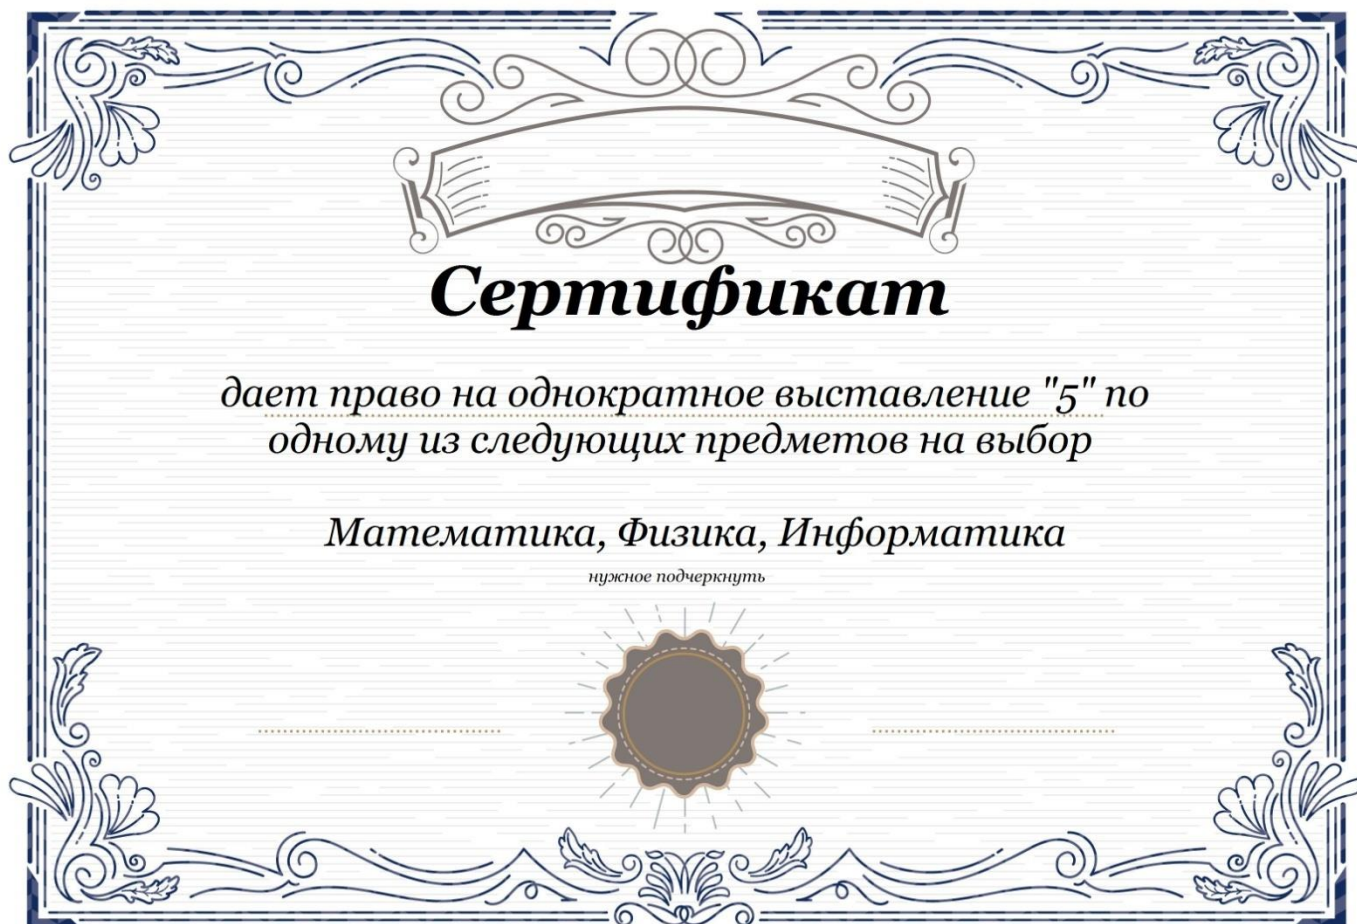 Сертификат
дает право на однократное выставление "5" по
одному из следующих предметов на выбор
Математика, Физика, Информатика
нужное подчеркнуть